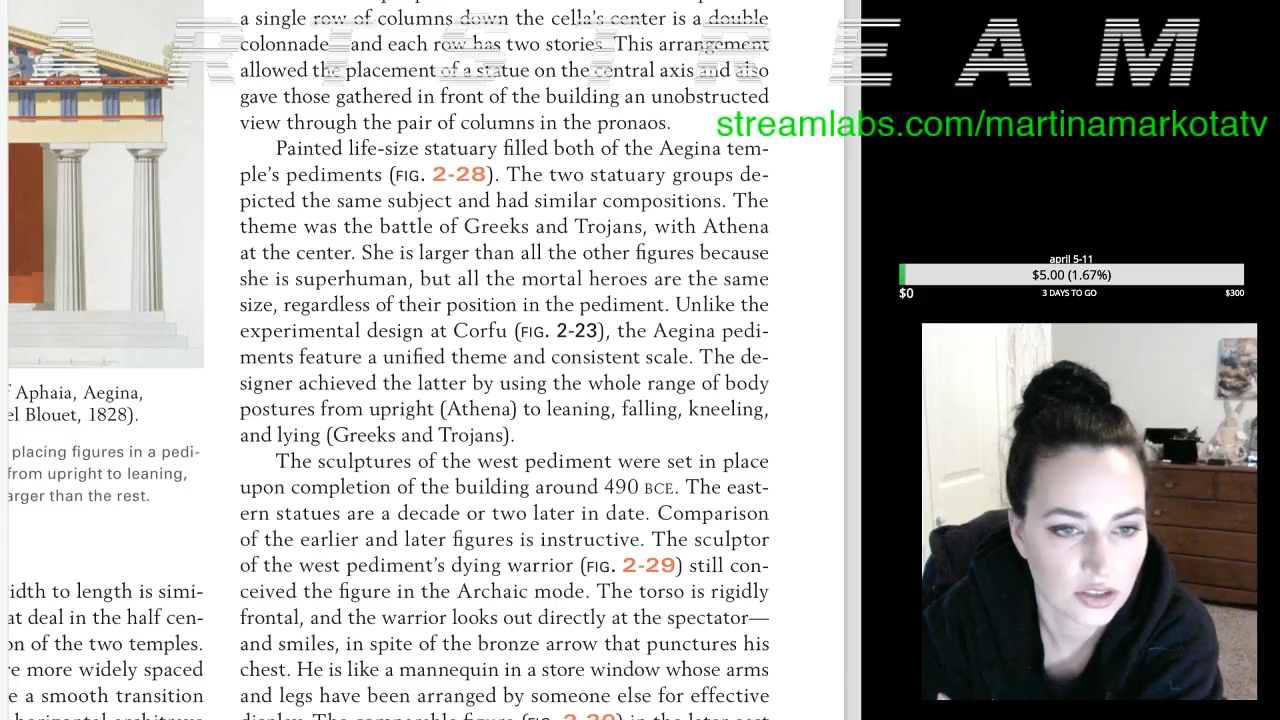 ART STREAM
streamlabs.com/martinamarkotatv
a single row of columns down the cella's center is a double
colonnade and each row has two stories. This arrangement
allowed the placement of a statue on the central axis and also
gave those gathered in front of the building an unobstructed
view through the pair of columns in the pronaos.
Painted life-size statuary filled both of the Aegina tem-
ple's pediments (FIG. 2-28). The two statuary groups de-
picted the same subject and had similar compositions. The
theme was the battle of Greeks and Trojans, with Athena
at the center. She is larger than all the other figures because
she is superhuman, but all the mortal heroes are the same
size, regardless of their position in the pediment. Unlike the
experimental design at Corfu (FIG. 2-23), the Aegina pedi-
ments feature a unified theme and consistent scale. The de-
signer achieved the latter by using the whole range of body
postures from upright (Athena) to leaning, falling, kneeling,
and lying (Greeks and Trojans).
The sculptures of the west pediment were set in place
upon completion of the building around 490 BCE. The east-
ern statues are a decade or two later in date. Comparison
of the earlier and later figures is instructive. The sculptor
of the west pediment's dying warrior (FIG. 2-29) still con-
ceived the figure in the Archaic mode. The torso is rigidly
frontal, and the warrior looks out directly at the spectator—
and smiles, in spite of the bronze arrow that punctures his
chest. He is like a mannequin in a store window whose arms
and legs have been arranged by someone else for effective
display. The comparable figure (FIG. 2-30) in the later east
f Aphaia, Aegina,
el Blouet, 1828).
placing figures in a pedi-
from upright to leaning,
arger than the rest.
idth to length is simi-
at deal in the half cen-
on of the two temples.
re more widely spaced
e a smooth transition
horizontal architrave
april 5-11
$5.00 (1.67%)
$0
3 DAYS TO GO
$300